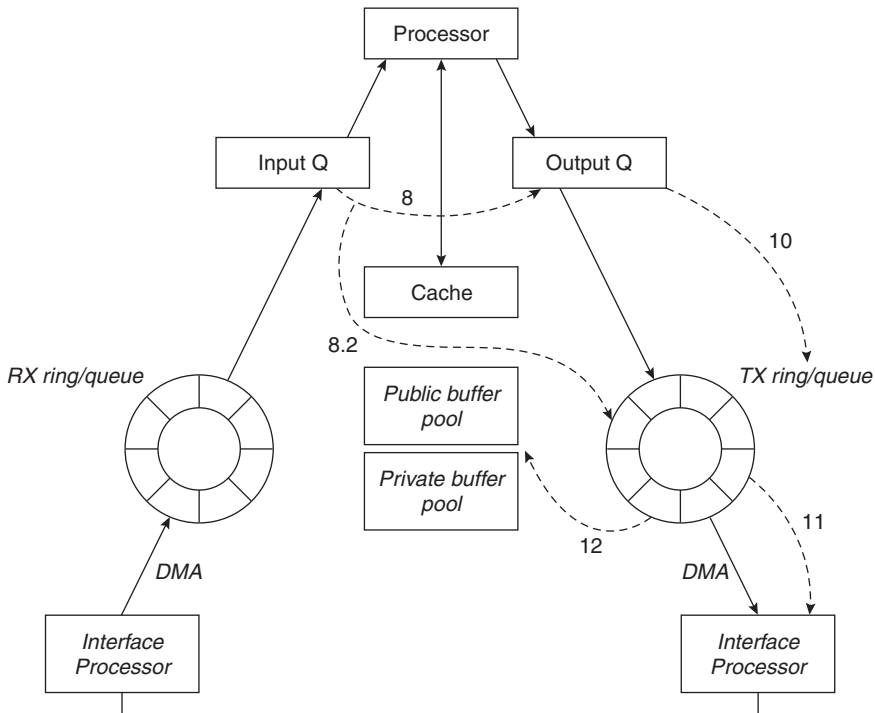 Processor
Input Q
Output Q
8
10
Cache
8.2
RX ring/queue
TX ring/queue
Public buffer
pool
Private buffer
pool
11
12
DMA
DMA
Interface
Processor
Interface
Processor